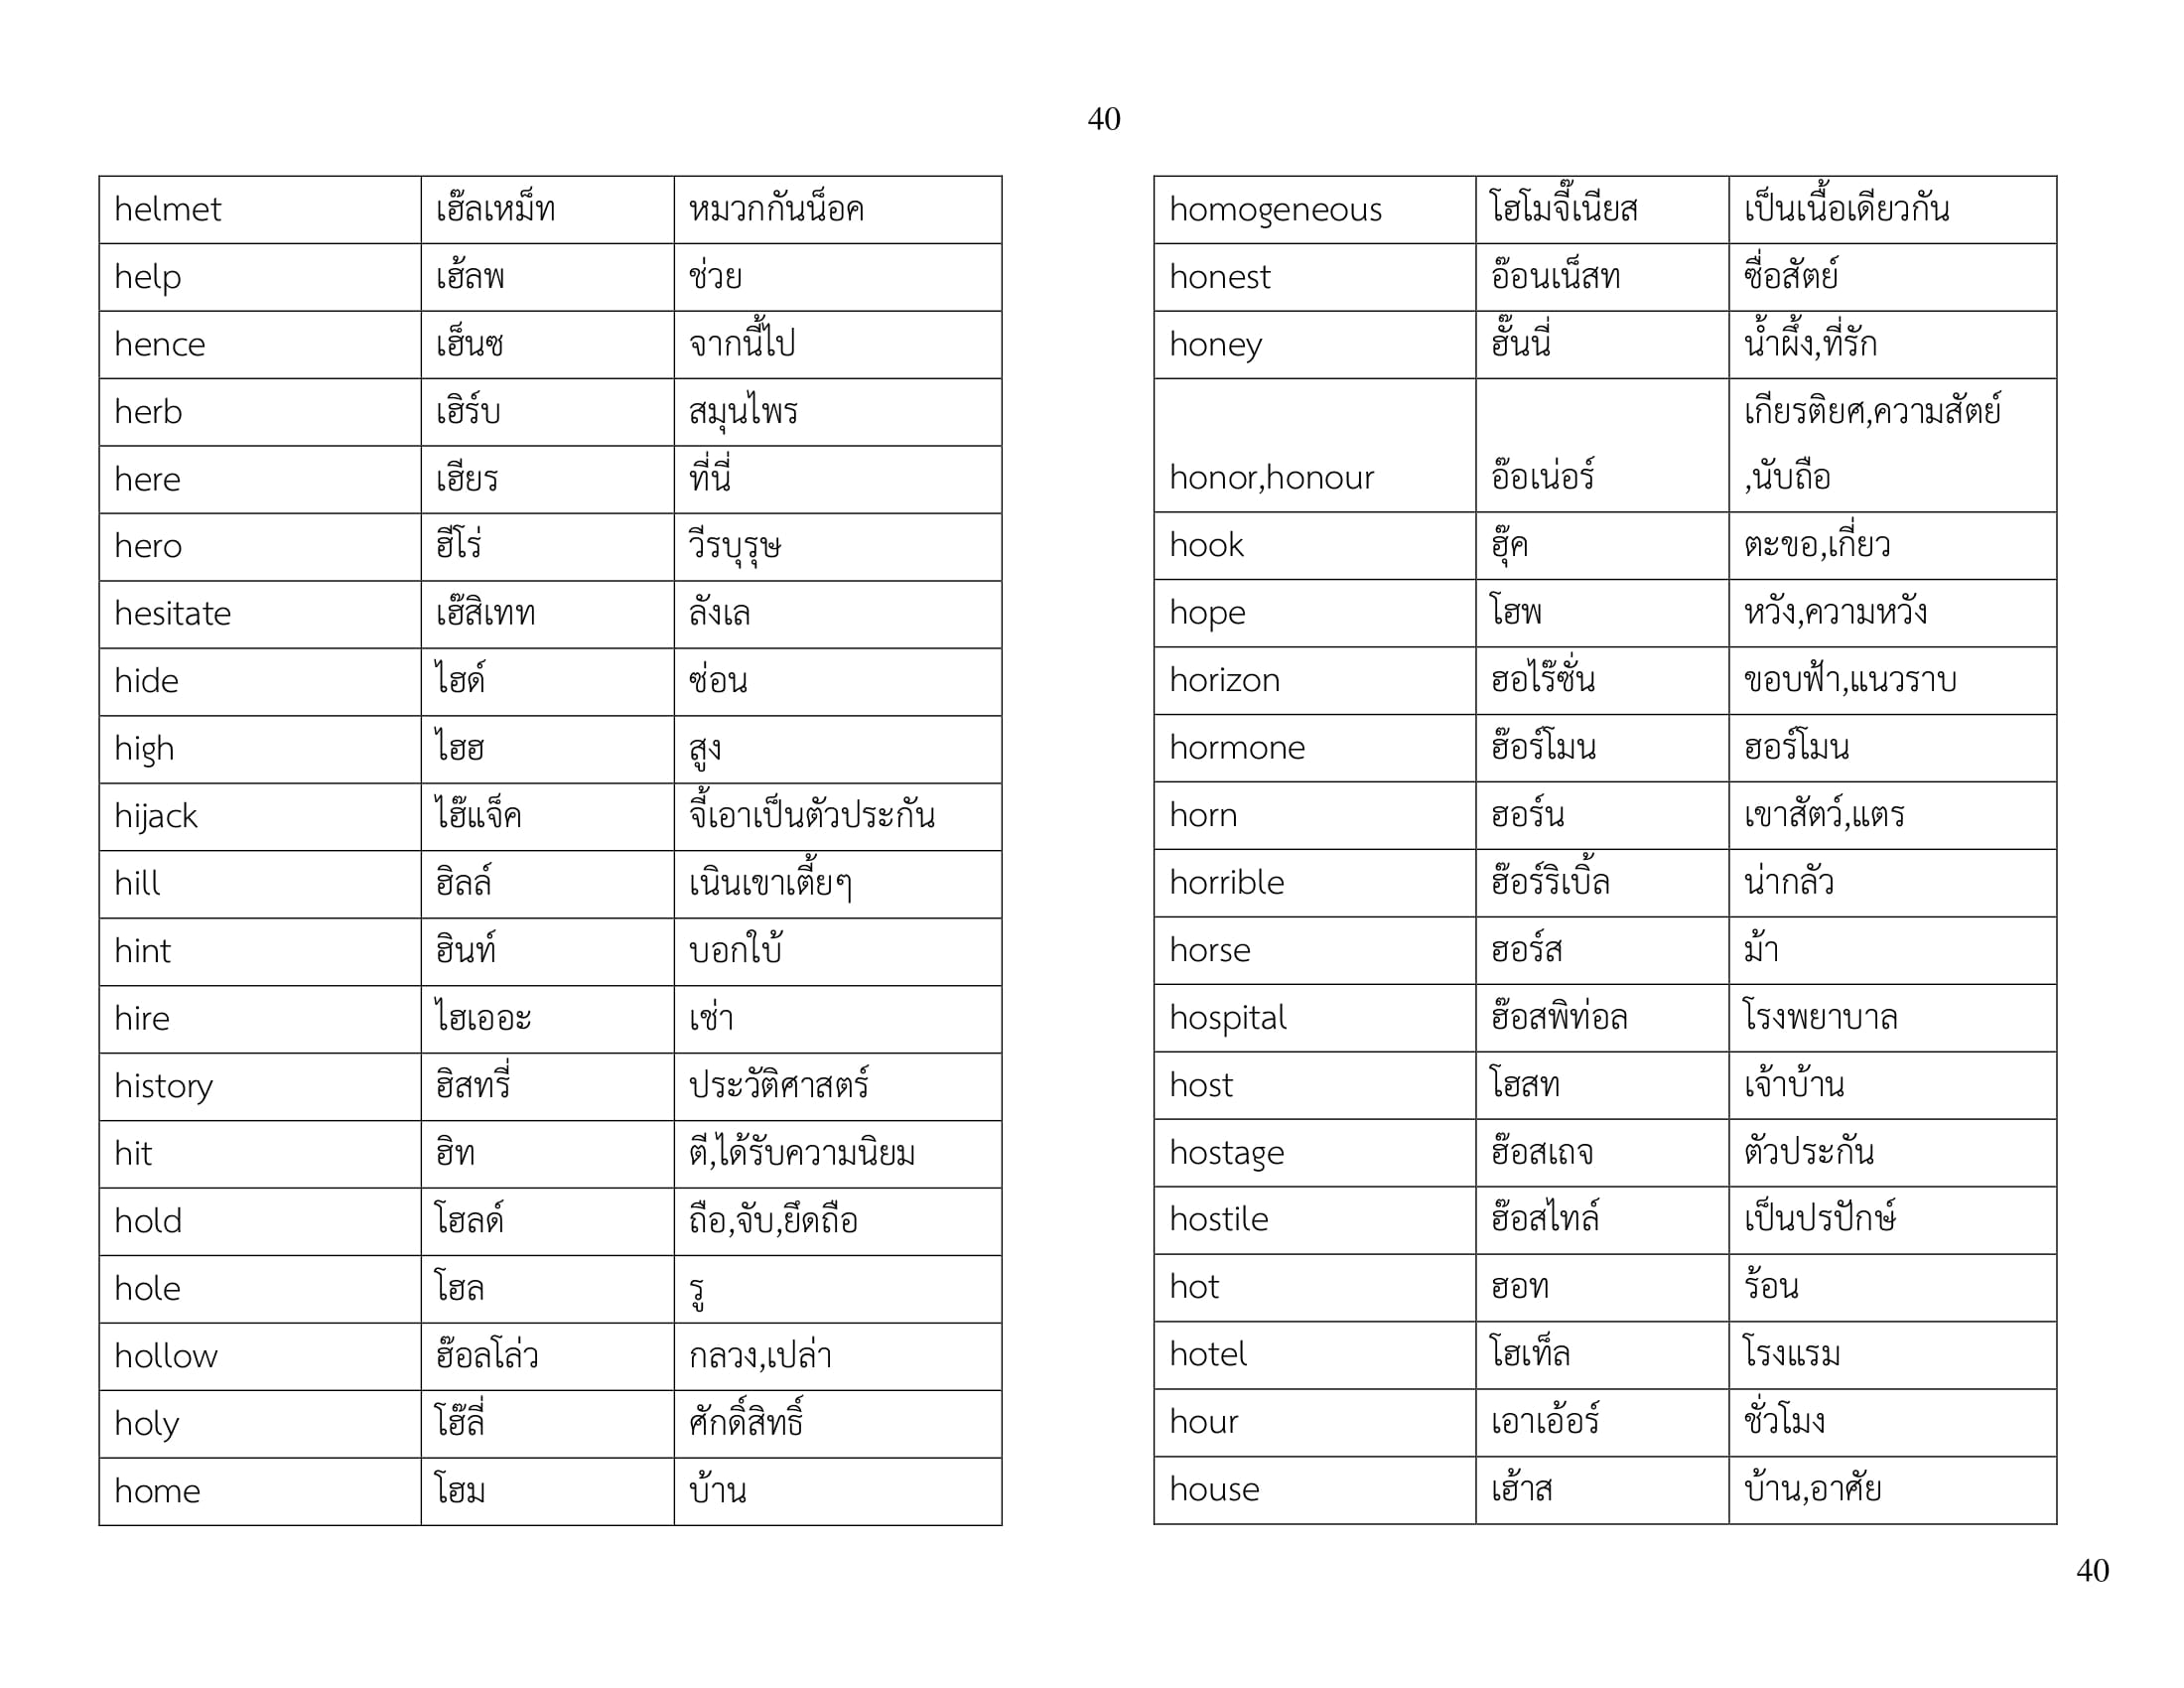 40
helmet เฮ๊ลเหม็ท หมวกกันน็อค
help เฮ้ลพ ช่วย
hence เฮ็นซ จากนี้ไป
herb เฮิร์บ สมุนไพร
here เฮียร ที่นี่
hero ฮีโร่ วีรบุรุษ
hesitate เฮ๊สิเทท ลังเล
hide ไฮด์ ซ่อน
high ไฮฮ สูง
hijack ไฮ๊แจ็ค จี้เอาเป็นตัวประกัน
hill ฮิลล์ เนินเขาเตี้ยๆ
hint ฮินท์ บอกใบ้
hire ไฮเออะ เช่า
history ฮิสทรี่ ประวัติศาสตร์
hit ฮิท ตี,ได้รับความนิยม
hold โฮลด์ ถือ,จับ,ยึดถือ
hole โฮล รู
hollow ฮ๊อลโล่ว กลวง,เปล่า
holy โฮ๊ลี่ ศักดิ์สิทธิ์
home โฮม บ้าน
homogeneous โฮโมจี๊เนียส เป็นเนื้อเดียวกัน
honest อ๊อนเน็สท ซื่อสัตย์
honey ฮั๊นนี่ น้ำผึ้ง,ที่รัก
เกียรติยศ,ความสัตย์
honor,honour อ๊อเน่อร์ ,นับถือ
hook ฮุ๊ค ตะขอ,เกี่ยว
hope โฮพ หวัง,ความหวัง
horizon ฮอไร๊ซั่น ขอบฟ้า,แนวราบ
hormone ฮ๊อร์โมน ฮอร์โมน
horn ฮอร์น เขาสัตว์,แตร
horrible ฮ๊อร์ริเบิ้ล น่ากลัว
horse ฮอร์ส ม้า
hospital ฮ๊อสพิท่อล โรงพยาบาล
host โฮสท เจ้าบ้าน
hostage ฮ๊อสเถจ ตัวประกัน
hostile ฮ๊อสไทล์ เป็นปรปักษ์
hot ฮอท ร้อน
hotel โฮเท็ล โรงแรม
hour เอาเอ้อร์ ชั่วโมง
house เฮ้าส บ้าน,อาศัย
40